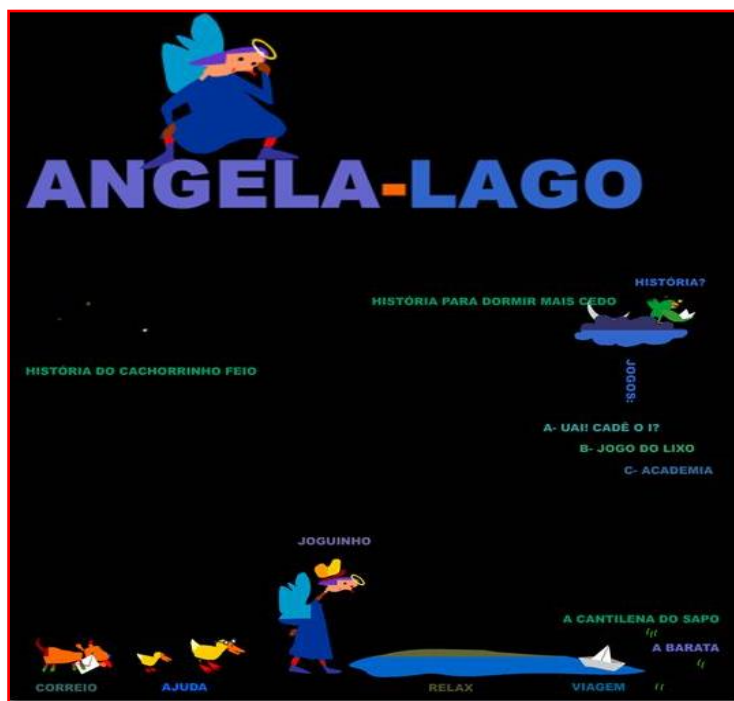 ANGELA-LAGO
HISTÓRIA?
HISTÓRIA PARA DORMIR MAIS CEDO
HISTÓRIA DO CACHORRINHO FEIO
JOGOS:
A- UAI! CADÊ O I?
B- JOGO DO LIXO
C- ACADEMIA
JOGUINHO
A CANTILENA DO SAPO
A BARATA
CORREIO
AJUDA
RELAX
VIAGEM